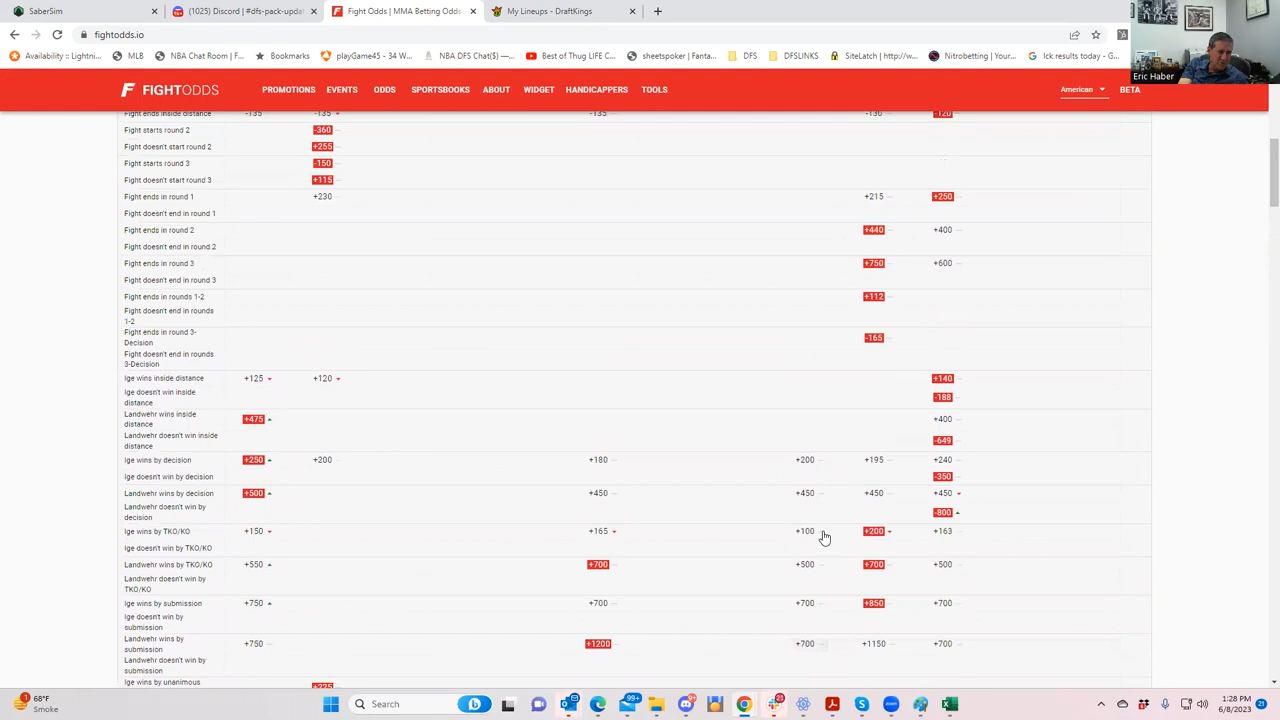 SaberSim
(1025) Discord | #dfs-pack-updat
Fight Odds | MMA Betting Odds
My Lineups - DraftKings
fightodds.io
Availability :: Lightni...
MLB
NBA Chat Room | F...
Bookmarks
playGame45 - 34 W...
NBA DFS Chat($) -...
Best of Thug LIFE C...
sheetspoker | Fanta...
DFS
DFSLINKS
SiteLatch | http://w...
Nitrobetting | Your...
Ick results today - G...
Eric Haber
FIGHTODDS
PROMOTIONS EVENTS ODDS SPORTSBOOKS ABOUT WIDGET HANDICAPPERS TOOLS
American
BETA
Fight ends inside distance -135 -135 -135 -130 -120
Fight starts round 2 -360
Fight doesn't start round 2 +255
Fight starts round 3 -150
Fight doesn't start round 3 +115
Fight ends in round 1 +230 +215 +250
Fight doesn't end in round 1
Fight ends in round 2 +440 +400
Fight doesn't end in round 2
Fight ends in round 3 +750 +600
Fight doesn't end in round 3
Fight ends in rounds 1-2 +112
Fight doesn't end in rounds
1-2
Fight ends in round 3-
Decision -165
Fight doesn't end in rounds
3-Decision
Ige wins inside distance +125 +120 +140
Ige doesn't win inside
distance -188
Landwehr wins inside
distance +475 +400
Landwehr doesn't win inside
distance -649
Ige wins by decision +250 +200 +180 +200 +195 +240
Ige doesn't win by decision -350
Landwehr wins by decision +500 +450 +450 +450 +450
Landwehr doesn't win by
decision -800
Ige wins by TKO/KO +150 +165 +100 +200 +163
Ige doesn't win by TKO/KO
Landwehr wins by TKO/KO +550 +700 +500 +700 +500
Landwehr doesn't win by
TKO/KO
Ige wins by submission +750 +700 +700 +850 +700
Ige doesn't win by
submission
Landwehr wins by
submission +750 +1200 +700 +1150 +700
Landwehr doesn't win by
submission
Ige wins by unanimous +225
1
68°F
Smoke
Search
99+
21
1:28 PM
6/8/2023
21